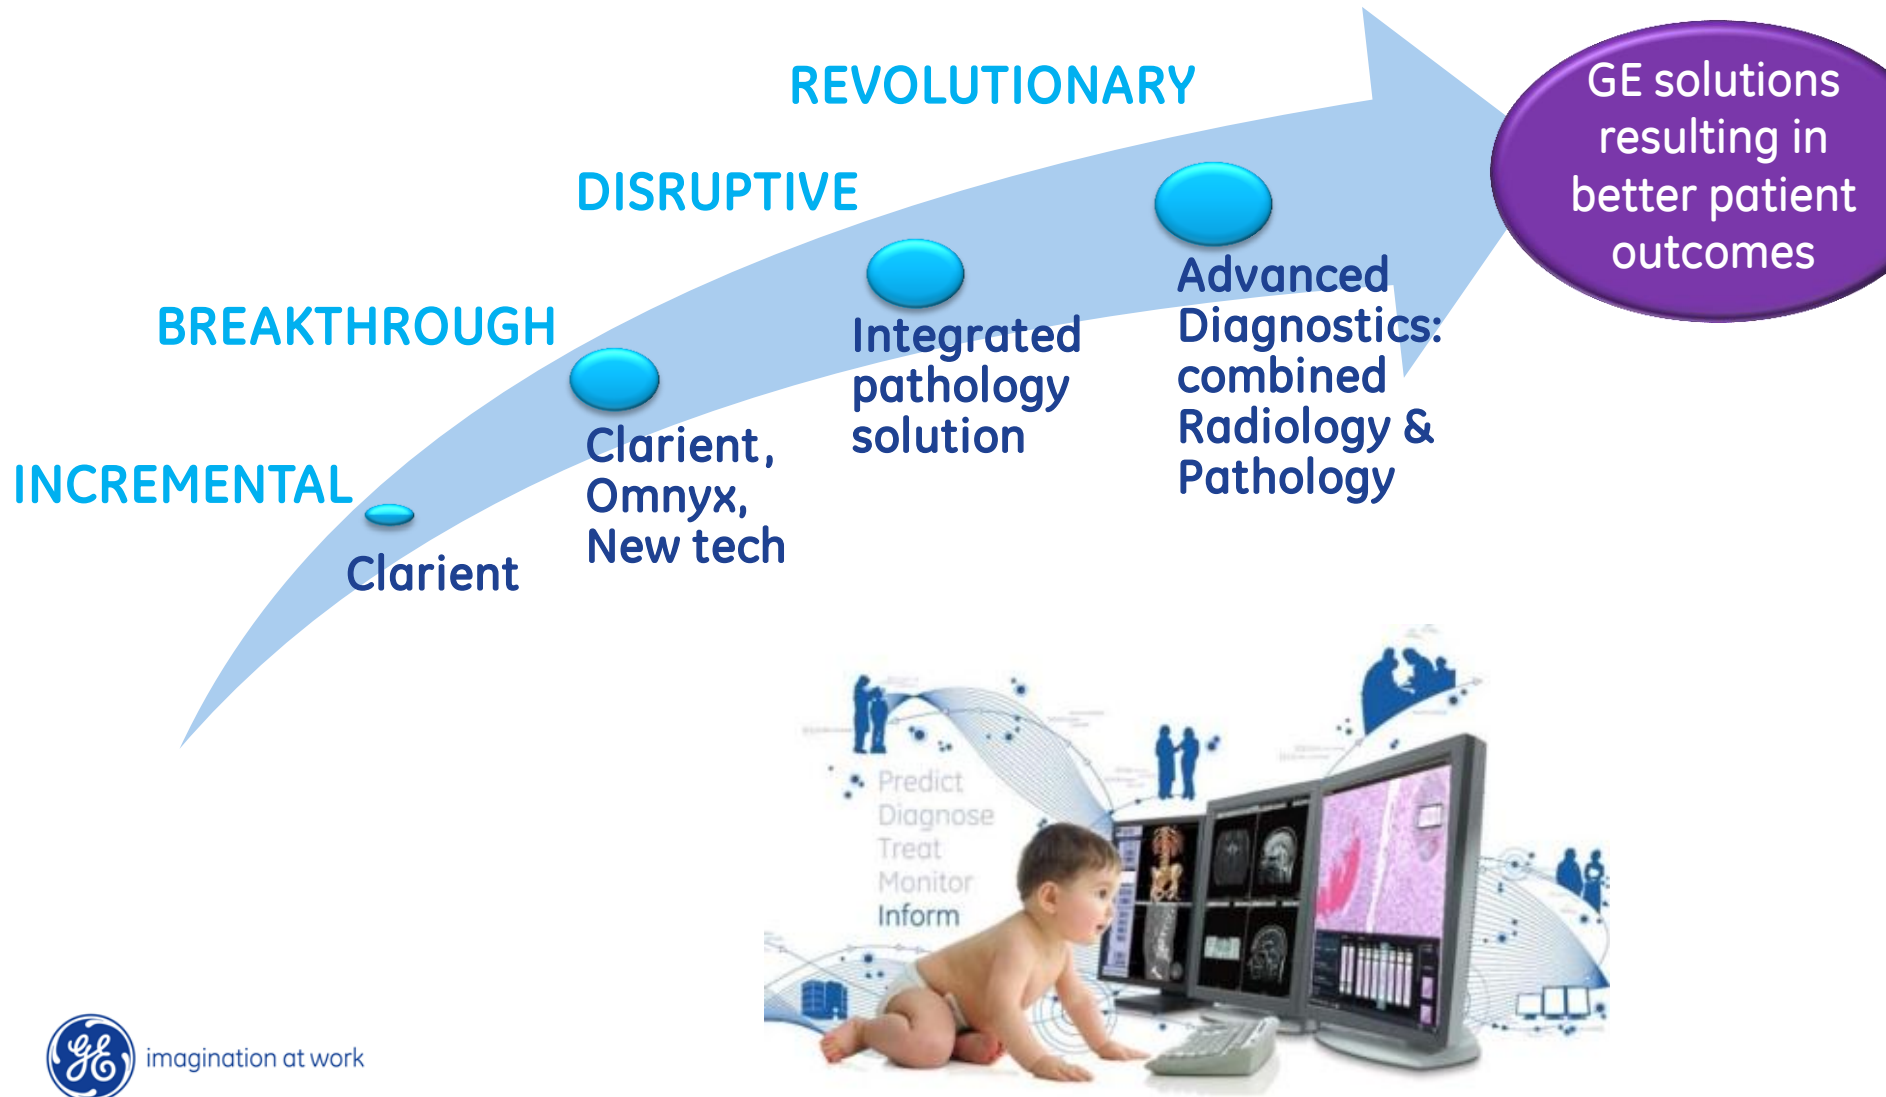 REVOLUTIONARY
GE solutions
resulting in
better patient
outcomes
DISRUPTIVE
BREAKTHROUGH
INCREMENTAL
Clarient
Clarient,
Omnyx,
New tech
Integrated
pathology
solution
Advanced
Diagnostics:
combined
Radiology &
Pathology
Predict
Diagnose
Treat
Monitor
Inform
GE
imagination at work